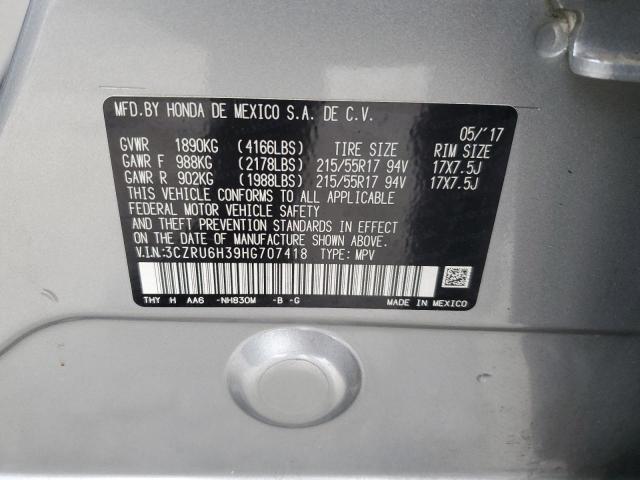 MFD.BY HONDA DE MEXICO S.A. DE C.V.
05/'17
GVWR 1890KG (4166LBS) TIRE SIZE RIM SIZE
GAWR F 988KG (2178LBS) 215/55R17 94V 17X7.5J
GAWR R 902KG (1988LBS) 215/55R17 94V 17X7.5J
THIS VEHICLE CONFORMS TO ALL APPLICABLE
FEDERAL MOTOR VEHICLE SAFETY
AND THEFT PREVENTION STANDARDS IN EFFECT
ON THE DATE OF MANUFACTURE SHOWN ABOVE.
V.I.N.:3CZRU6H39HG707418 TYPE: MPV
THY H AA6 -NH830M -B -G MADE IN MEXICO